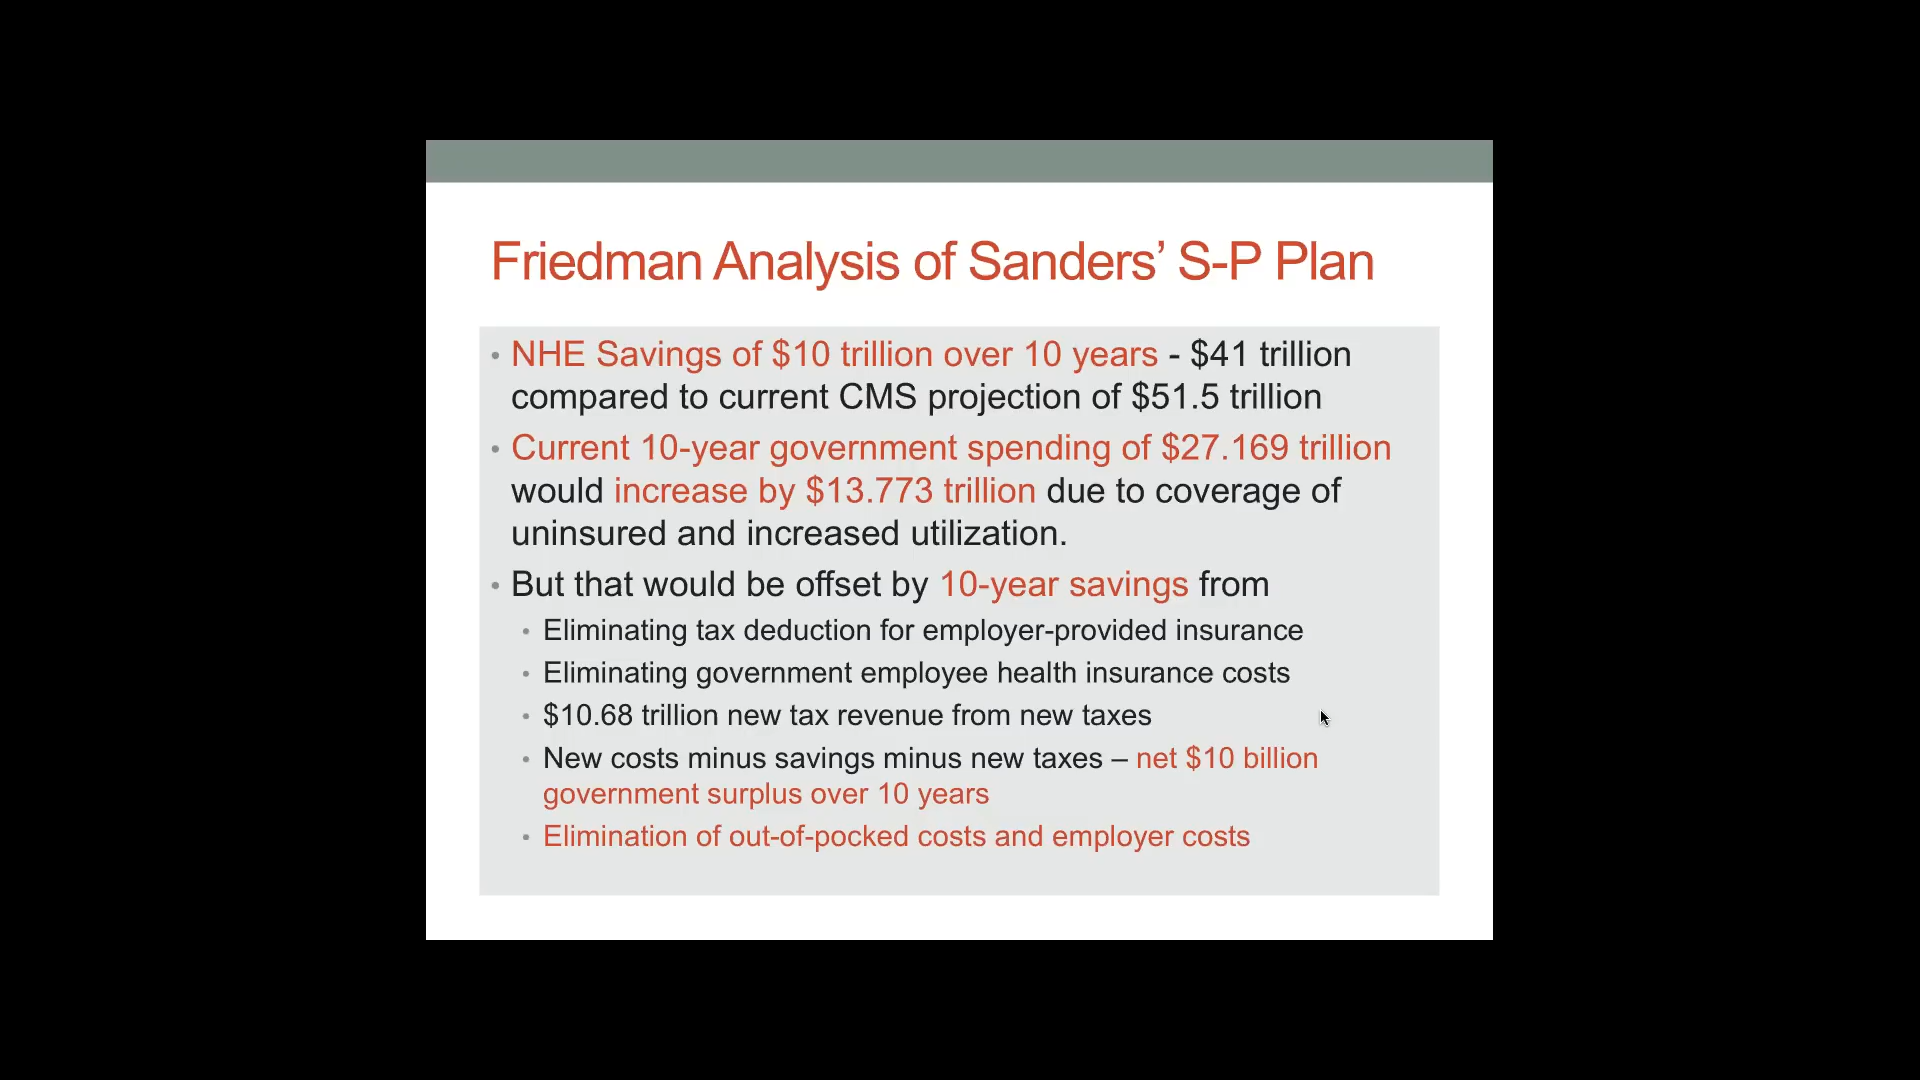 Friedman Analysis of Sanders’ S-P Plan
• NHE Savings of $10 trillion over 10 years - $41 trillion
compared to current CMS projection of $51.5 trillion
• Current 10-year government spending of $27.169 trillion
would increase by $13.773 trillion due to coverage of
uninsured and increased utilization.
• But that would be offset by 10-year savings from
• Eliminating tax deduction for employer-provided insurance
• Eliminating government employee health insurance costs
• $10.68 trillion new tax revenue from new taxes
• New costs minus savings minus new taxes – net $10 billion
government surplus over 10 years
• Elimination of out-of-pocked costs and employer costs